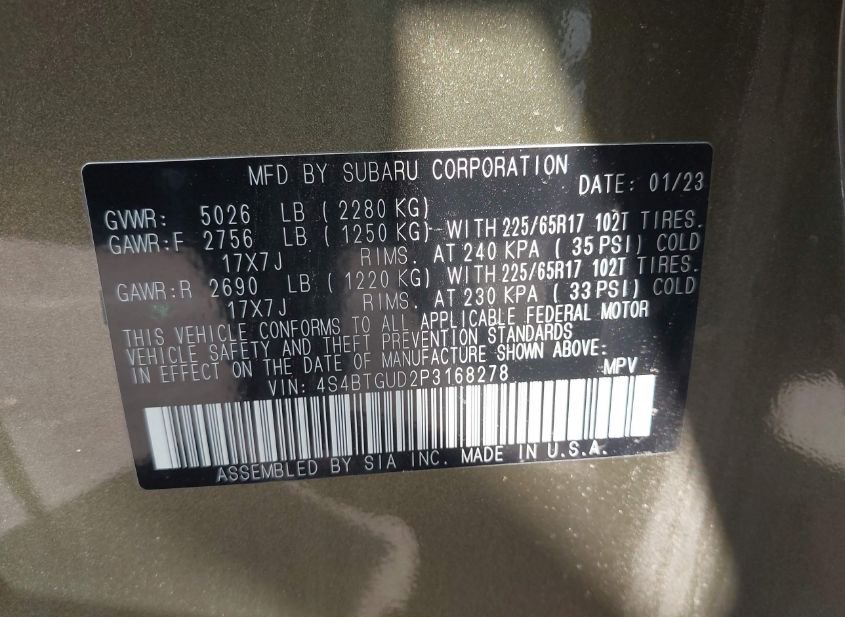 MFD BY SUBARU CORPORATION DATE: 01/23
GVWR: 5026 LB ( 2280 KG)
GAWR:F 2756 LB ( 1250 KG)--WITH 225/65R17 102T TIRES.
17X7J RIMS. AT 240 KPA ( 35 PSI) COLD
GAWR:R 2690 LB ( 1220 KG) WITH 225/65R17 102T TIRES.
17X7J RIMS. AT 230 KPA ( 33 PSI) COLD
THIS VEHICLE CONFORMS TO ALL APPLICABLE FEDERAL MOTOR
VEHICLE SAFETY AND THEFT PREVENTION STANDARDS
IN EFFECT ON THE DATE OF MANUFACTURE SHOWN ABOVE:
VIN: 4S4BTGUD2P3168278 MPV
ASSEMBLED BY SIA INC. MADE IN U.S.A.